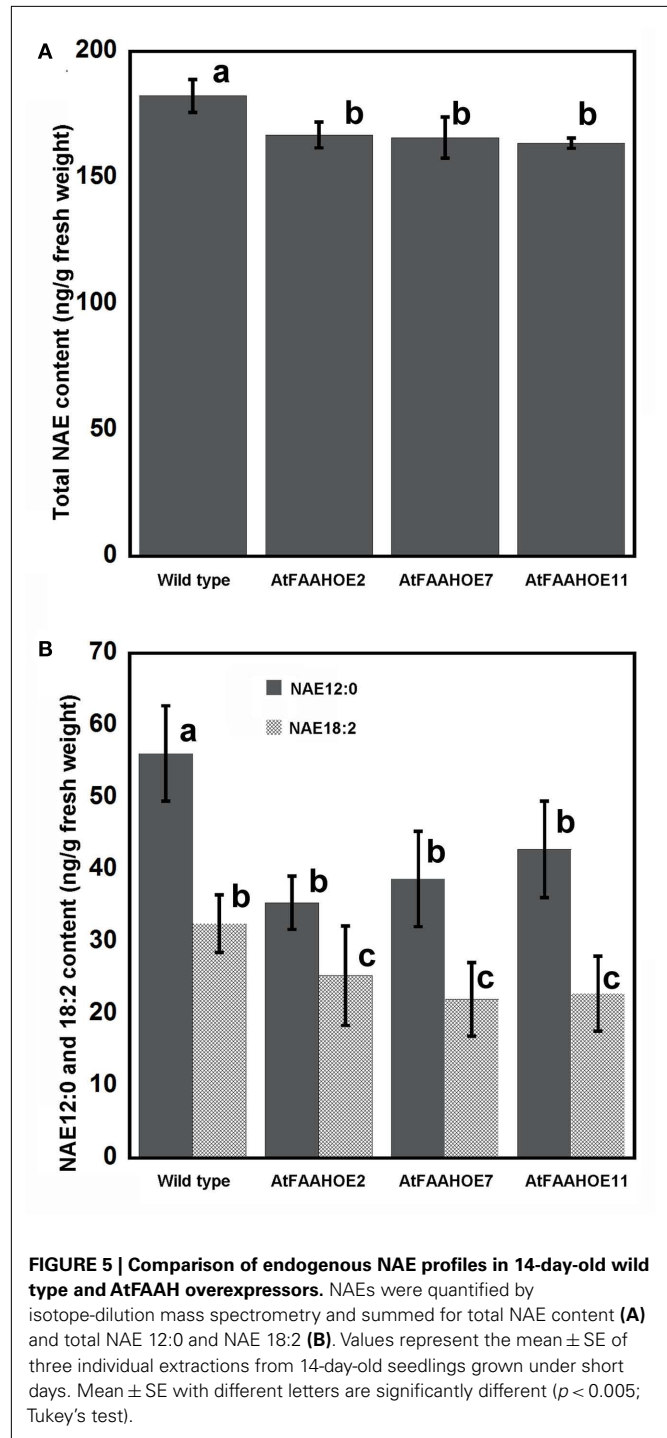 A
Total NAE content (ng/g fresh weight)
200
150
100
50
0
a
b
b
b
Wild type
AtFAAHOE2
AtFAAHOE7
AtFAAHOE11
B
NAE12:0 and 18:2 content (ng/g fresh weight)
70
60
50
40
30
20
10
0
NAE12:0
NAE18:2
a
b
b
c
b
c
b
c
Wild type
AtFAAHOE2
AtFAAHOE7
AtFAAHOE11
FIGURE 5 | Comparison of endogenous NAE profiles in 14-day-old wild
type and AtFAAH overexpressors. NAEs were quantified by
isotope-dilution mass spectrometry and summed for total NAE content (A)
and total NAE 12:0 and NAE 18:2 (B). Values represent the mean ± SE of
three individual extractions from 14-day-old seedlings grown under short
days. Mean ± SE with different letters are significantly different (p < 0.005;
Tukey's test).